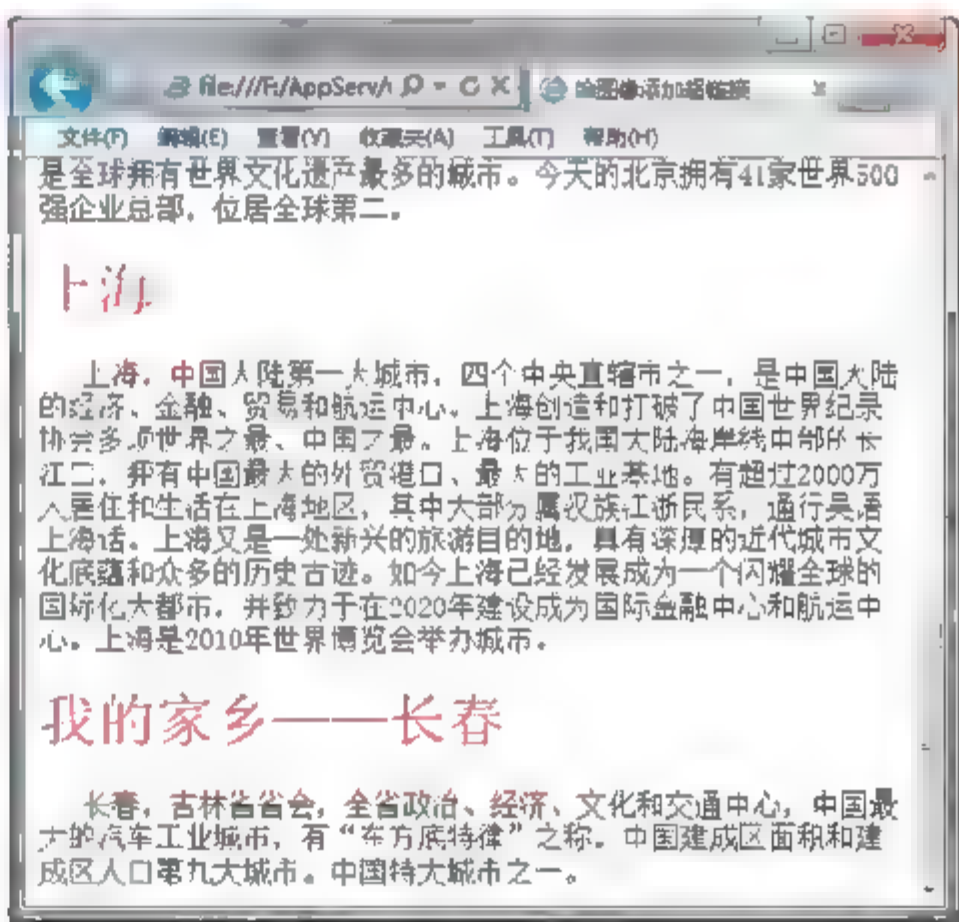 file:///F:/AppServ/
给图像添加超链接
文件(F) 编辑(E) 查看(V) 收藏夹(A) 工具(T) 帮助(H)
是全球拥有世界文化遗产最多的城市。今天的北京拥有41家世界500
强企业总部，位居全球第二。
上海
上海，中国大陆第一大城市，四个中央直辖市之一，是中国大陆
的经济、金融、贸易和航运中心。上海创造和打破了中国世界纪录
协会多项世界之最、中国之最。上海位于我国大陆海岸线中部的长
江口，拥有中国最大的外贸港口、最大的工业基地。有超过2000万
人居住和生活在上海地区，其中大部分属汉族江浙民系，通行吴语
上海话。上海又是一处新兴的旅游目的地，具有深厚的近代城市文
化底蕴和众多的历史古迹。如今上海已经发展成为一个闪耀全球的
国际化大都市，并致力于在2020年建设成为国际金融中心和航运中
心。上海是2010年世界博览会举办城市。
我的家乡——长春
长春，吉林省省会，全省政治、经济、文化和交通中心，中国最
大的汽车工业城市，有“东方底特律”之称。中国建成区面积和建
成区人口第九大城市。中国特大城市之一。